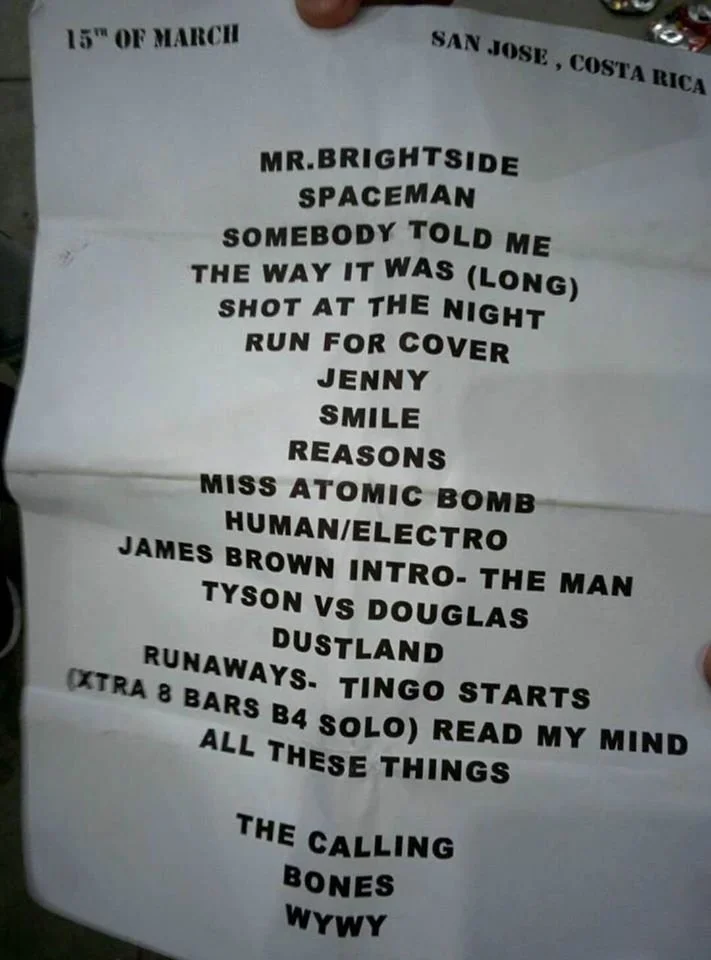 15TH OF MARCH
SAN JOSE , COSTA RICA
MR.BRIGHTSIDE
SPACEMAN
SOMEBODY TOLD ME
THE WAY IT WAS (LONG)
SHOT AT THE NIGHT
RUN FOR COVER
JENNY
SMILE
REASONS
MISS ATOMIC BOMB
HUMAN/ELECTRO
JAMES BROWN INTRO- THE MAN
TYSON VS DOUGLAS
DUSTLAND
RUNAWAYS- TINGO STARTS
(XTRA 8 BARS B4 SOLO) READ MY MIND
ALL THESE THINGS
THE CALLING
BONES
WYWY